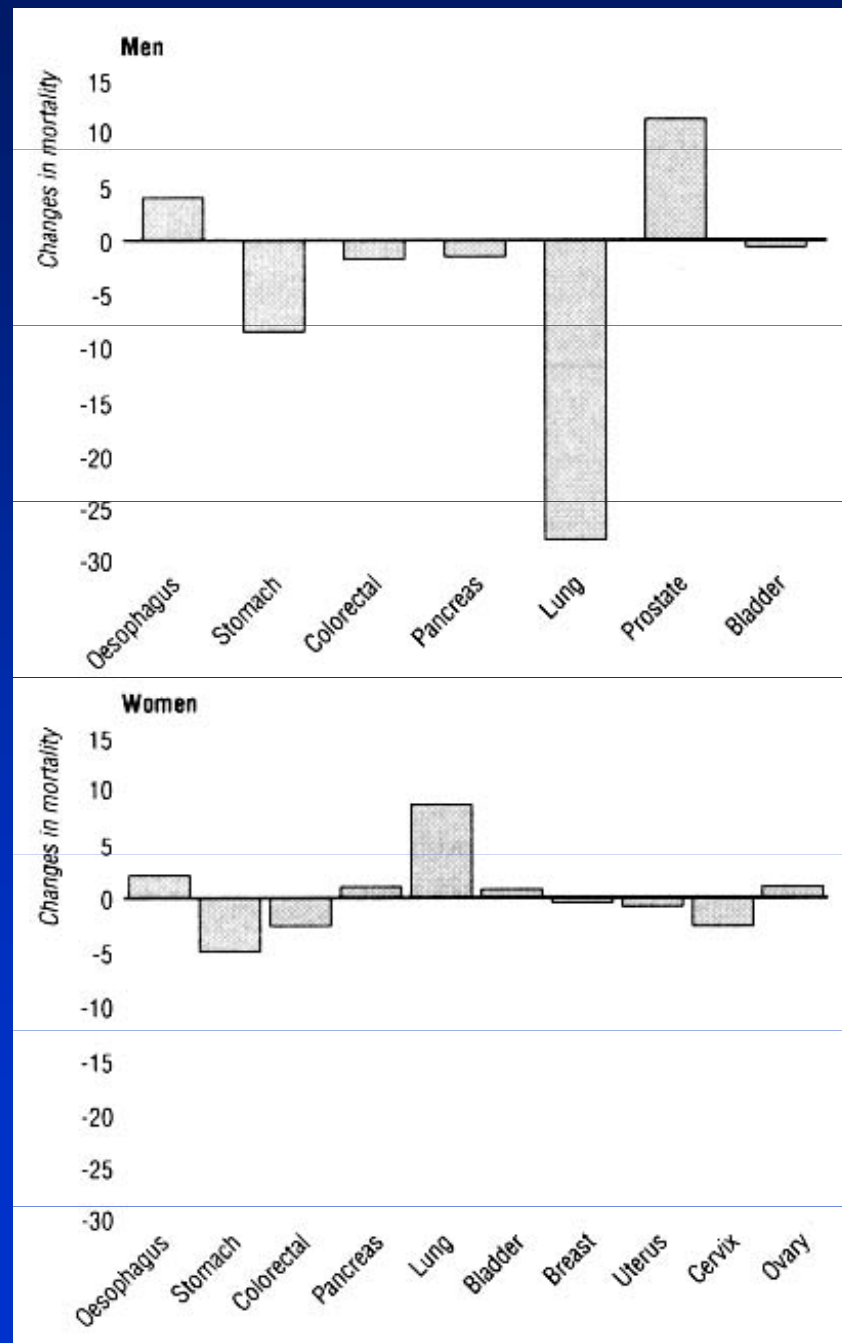 Men
Changes in mortality
15
10
5
0
-5
-10
-15
-20
-25
-30
Oesophagus
Stomach
Colorectal
Pancreas
Lung
Prostate
Bladder
Women
Changes in mortality
15
10
5
0
-5
-10
-15
-20
-25
-30
Oesophagus
Stomach
Colorectal
Pancreas
Lung
Bladder
Breast
Uterus
Cervix
Ovary